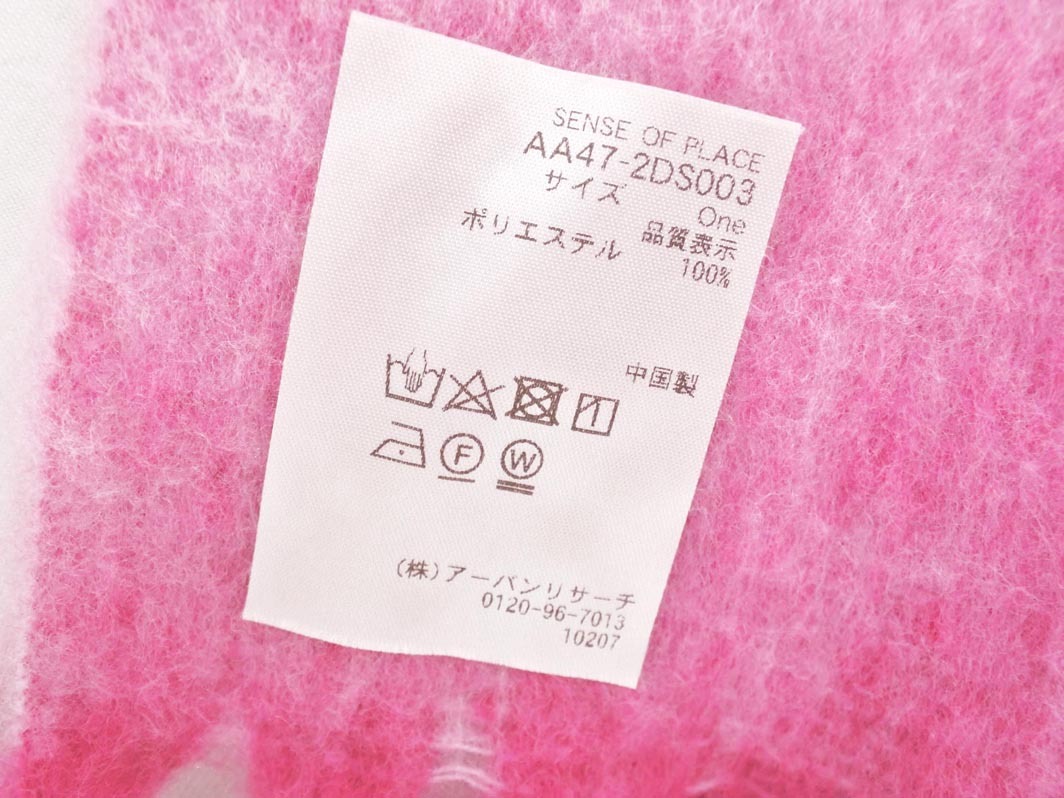 SENSE OF PLACE
AA47-2DS003
サイズ One
品質表示
ポリエステル 100%
中国製
F W
(株)アーバンリサーチ
0120-96-7013
10207